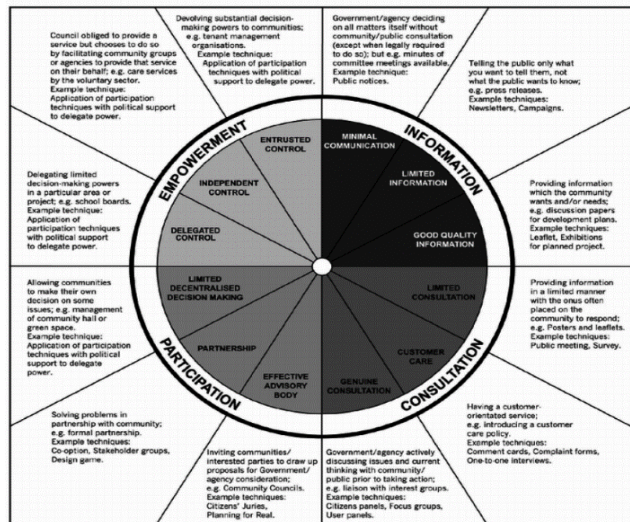 Council obliged to provide a
service but chooses to do so
by facilitating community groups
or agencies to provide that service
on their behalf; e.g. care services
by the voluntary sector.
Example technique:
Application of participation
techniques with political support
to delegate power.
Devolving substantial decision-
making powers to communities;
e.g. tenant management
organisations.
Example technique:
Application of participation
techniques with political
support to delegate power.
Government/agency deciding
on all matters itself without
community/public consultation
(except when legally required
to do so); but e.g. minutes of
committee meetings available.
Example technique:
Public notices.
Telling the public only what
you want to tell them, not
what the public wants to know;
e.g. press releases.
Example techniques:
Newsletters, Campaigns.
Delegating limited
decision-making powers
in a particular area or
project; e.g. school boards.
Example technique:
Application of
participation techniques
with political support
to delegate power.
Providing information
which the community
wants and/or needs;
e.g. discussion papers
for development plans.
Example techniques:
Leaflet, Exhibitions
for planned project.
Allowing communities
to make their own
decision on some
issues; e.g. management
of community hall or
green space.
Example technique:
Application of participation
techniques with political
support to delegate
power.
Providing information
in a limited manner
with the onus often
placed on the
community to respond;
e.g. Posters and leaflets.
Example techniques:
Public meeting, Survey.
Solving problems in
partnership with community;
e.g. formal partnership.
Example techniques:
Co-option, Stakeholder groups,
Design game.
Inviting communities/
interested parties to draw up
proposals for Government/
agency consideration;
e.g. Community Councils.
Example techniques:
Citizens' Juries,
Planning for Real.
Government/agency actively
discussing issues and current
thinking with community/
public prior to taking action;
e.g. liaison with interest groups.
Example techniques:
Citizens panels, Focus groups,
User panels.
Having a customer-
orientated service;
e.g. introducing a customer
care policy.
Example techniques:
Comment cards, Complaint forms,
One-to-one interviews.
EMPOWERMENT
INFORMATION
PARTICIPATION
CONSULTATION
ENTRUSTED
CONTROL
MINIMAL
COMMUNICATION
INDEPENDENT
CONTROL
LIMITED
INFORMATION
DELEGATED
CONTROL
GOOD QUALITY
INFORMATION
LIMITED
DECENTRALISED
DECISION MAKING
LIMITED
CONSULTATION
PARTNERSHIP
CUSTOMER
CARE
EFFECTIVE
ADVISORY
BODY
GENUINE
CONSULTATION